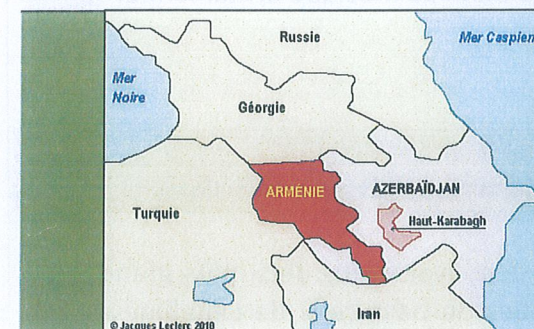 Russie
Mer Caspien
Mer
Noire
Géorgie
ARMÉNIE
AZERBAÏDJAN
Turquie
Haut-Karabagh
Iran
© Jacques Leclerc 2010